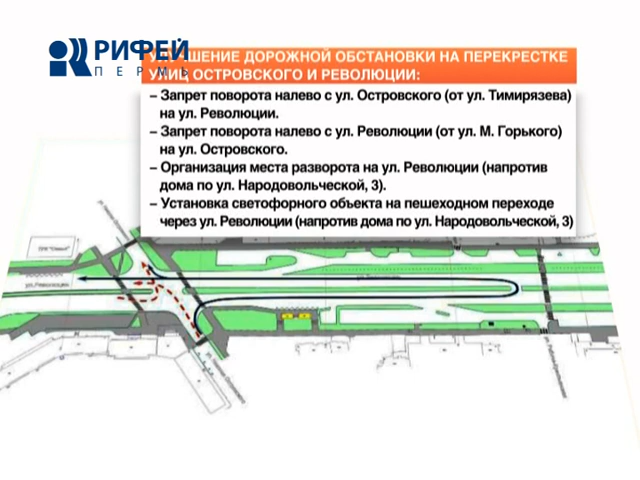 РИФЕЙ
ПЕРМЬ
УЛУЧШЕНИЕ ДОРОЖНОЙ ОБСТАНОВКИ НА ПЕРЕКРЕСТКЕ
УЛИЦ ОСТРОВСКОГО И РЕВОЛЮЦИИ:
– Запрет поворота налево с ул. Островского (от ул. Тимирязева)
на ул. Революции.
– Запрет поворота налево с ул. Революции (от ул. М. Горького)
на ул. Островского.
– Организация места разворота на ул. Революции (напротив
дома по ул. Народовольческой, 3).
– Установка светофорного объекта на пешеходном переходе
через ул. Революции (напротив дома по ул. Народовольческой, 3)
ул.Революции